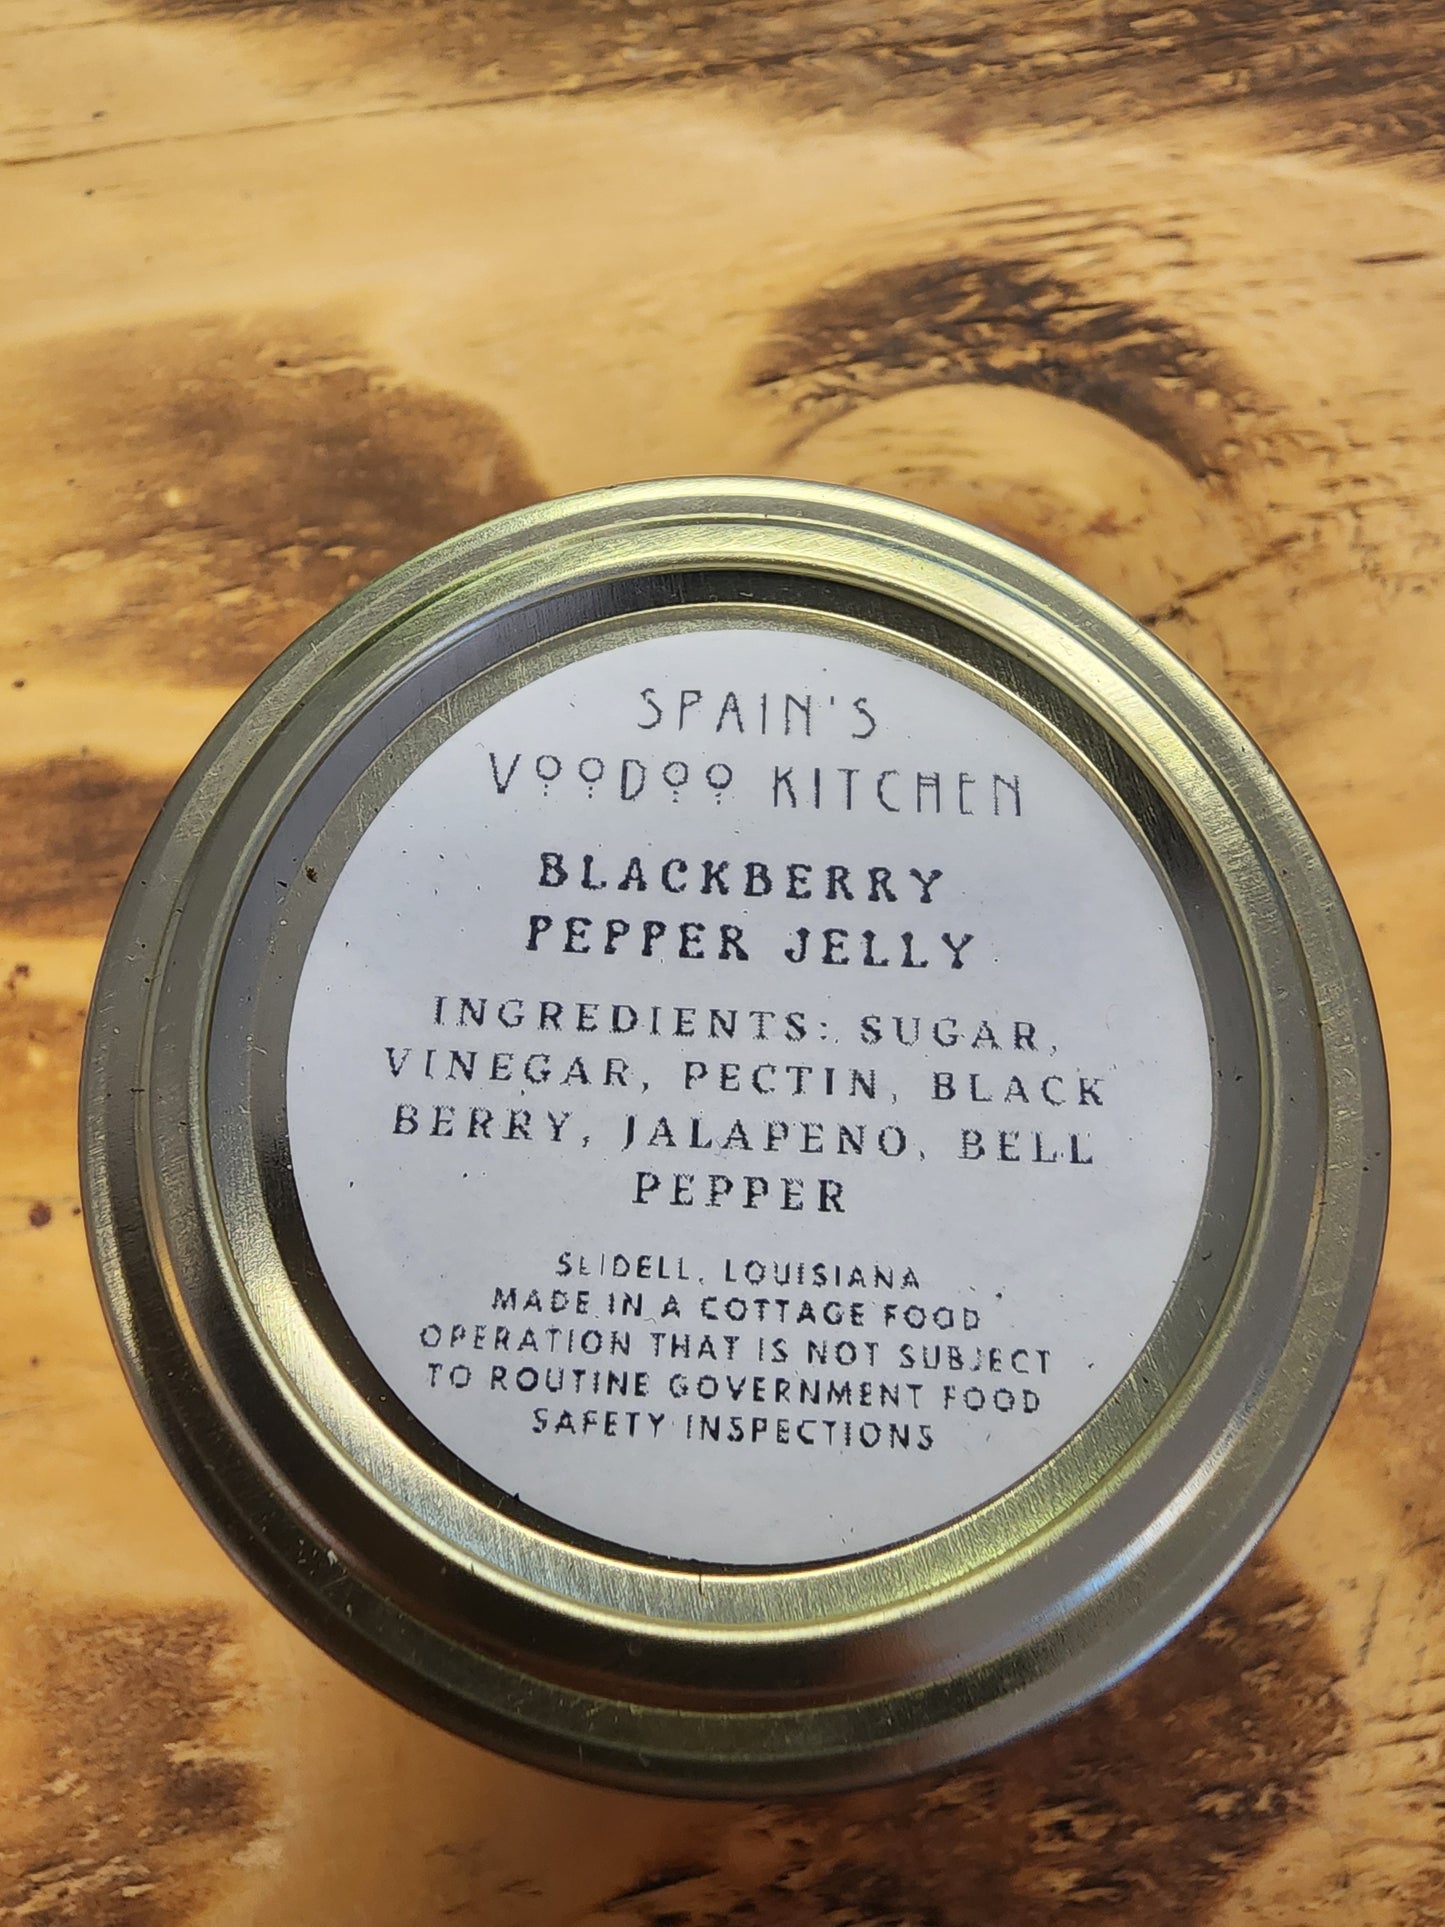 SPAIN'S
VOODOO KITCHEN
BLACKBERRY
PEPPER JELLY
INGREDIENTS: SUGAR,
VINEGAR, PECTIN, BLACK
BERRY, JALAPENO, BELL
PEPPER
SLIDELL, LOUISIANA
MADE IN A COTTAGE FOOD
OPERATION THAT IS NOT SUBJECT
TO ROUTINE GOVERNMENT FOOD
SAFETY INSPECTIONS